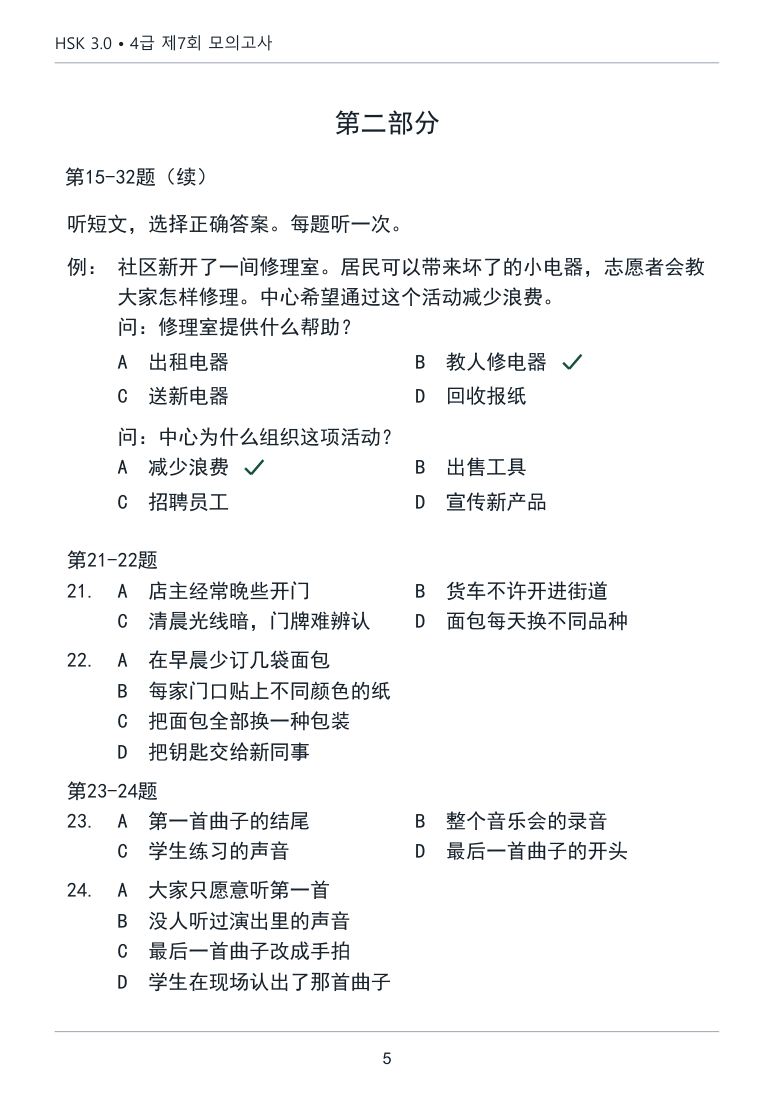 HSK 3.0 • 4급 제7회 모의고사
第二部分
第15-32题（续）
听短文，选择正确答案。每题听一次。
例： 社区新开了一间修理室。居民可以带来坏了的小电器，志愿者会教
大家怎样修理。中心希望通过这个活动减少浪费。
问：修理室提供什么帮助？
A 出租电器 B 教人修电器 ✓
C 送新电器 D 回收报纸
问：中心为什么组织这项活动？
A 减少浪费 ✓ B 出售工具
C 招聘员工 D 宣传新产品
第21-22题
21. A 店主经常晚些开门 B 货车不许开进街道
C 清晨光线暗，门牌难辨认 D 面包每天换不同品种
22. A 在早晨少订几袋面包
B 每家门口贴上不同颜色的纸
C 把面包全部换一种包装
D 把钥匙交给新同事
第23-24题
23. A 第一首曲子的结尾 B 整个音乐会的录音
C 学生练习的声音 D 最后一首曲子的开头
24. A 大家只愿意听第一首
B 没人听过演出里的声音
C 最后一首曲子改成手拍
D 学生在现场认出了那首曲子
5